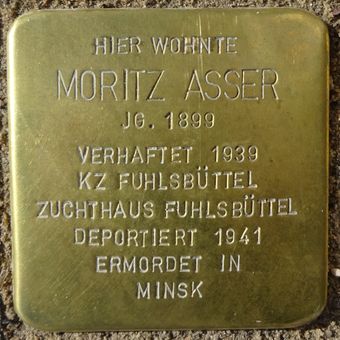 HIER WOHNTE
MORITZ ASSER
JG. 1899
VERHAFTET 1939
KZ FUHLSBÜTTEL
ZUCHTHAUS FUHLSBÜTTEL
DEPORTIERT 1941
ERMORDET IN
MINSK